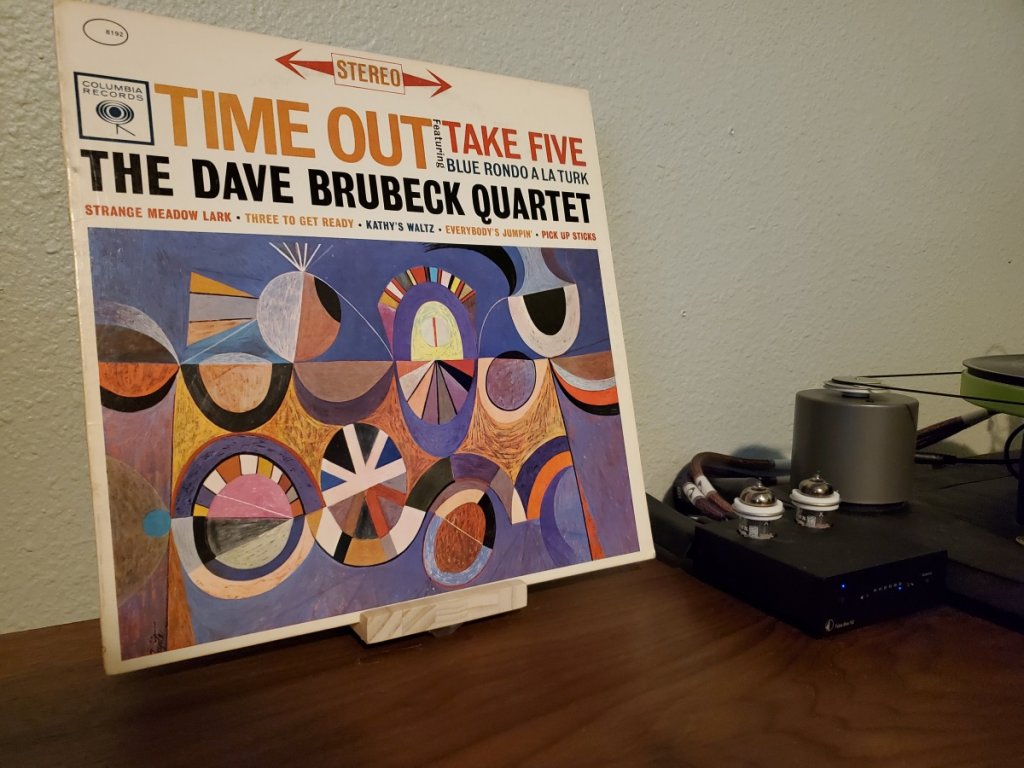 8192
STEREO
COLUMBIA
RECORDS
TIME OUT Featuring TAKE FIVE
BLUE RONDO A LA TURK
THE DAVE BRUBECK QUARTET
STRANGE MEADOW LARK • THREE TO GET READY • KATHY'S WALTZ • EVERYBODY'S JUMPIN' • PICK UP STICKS